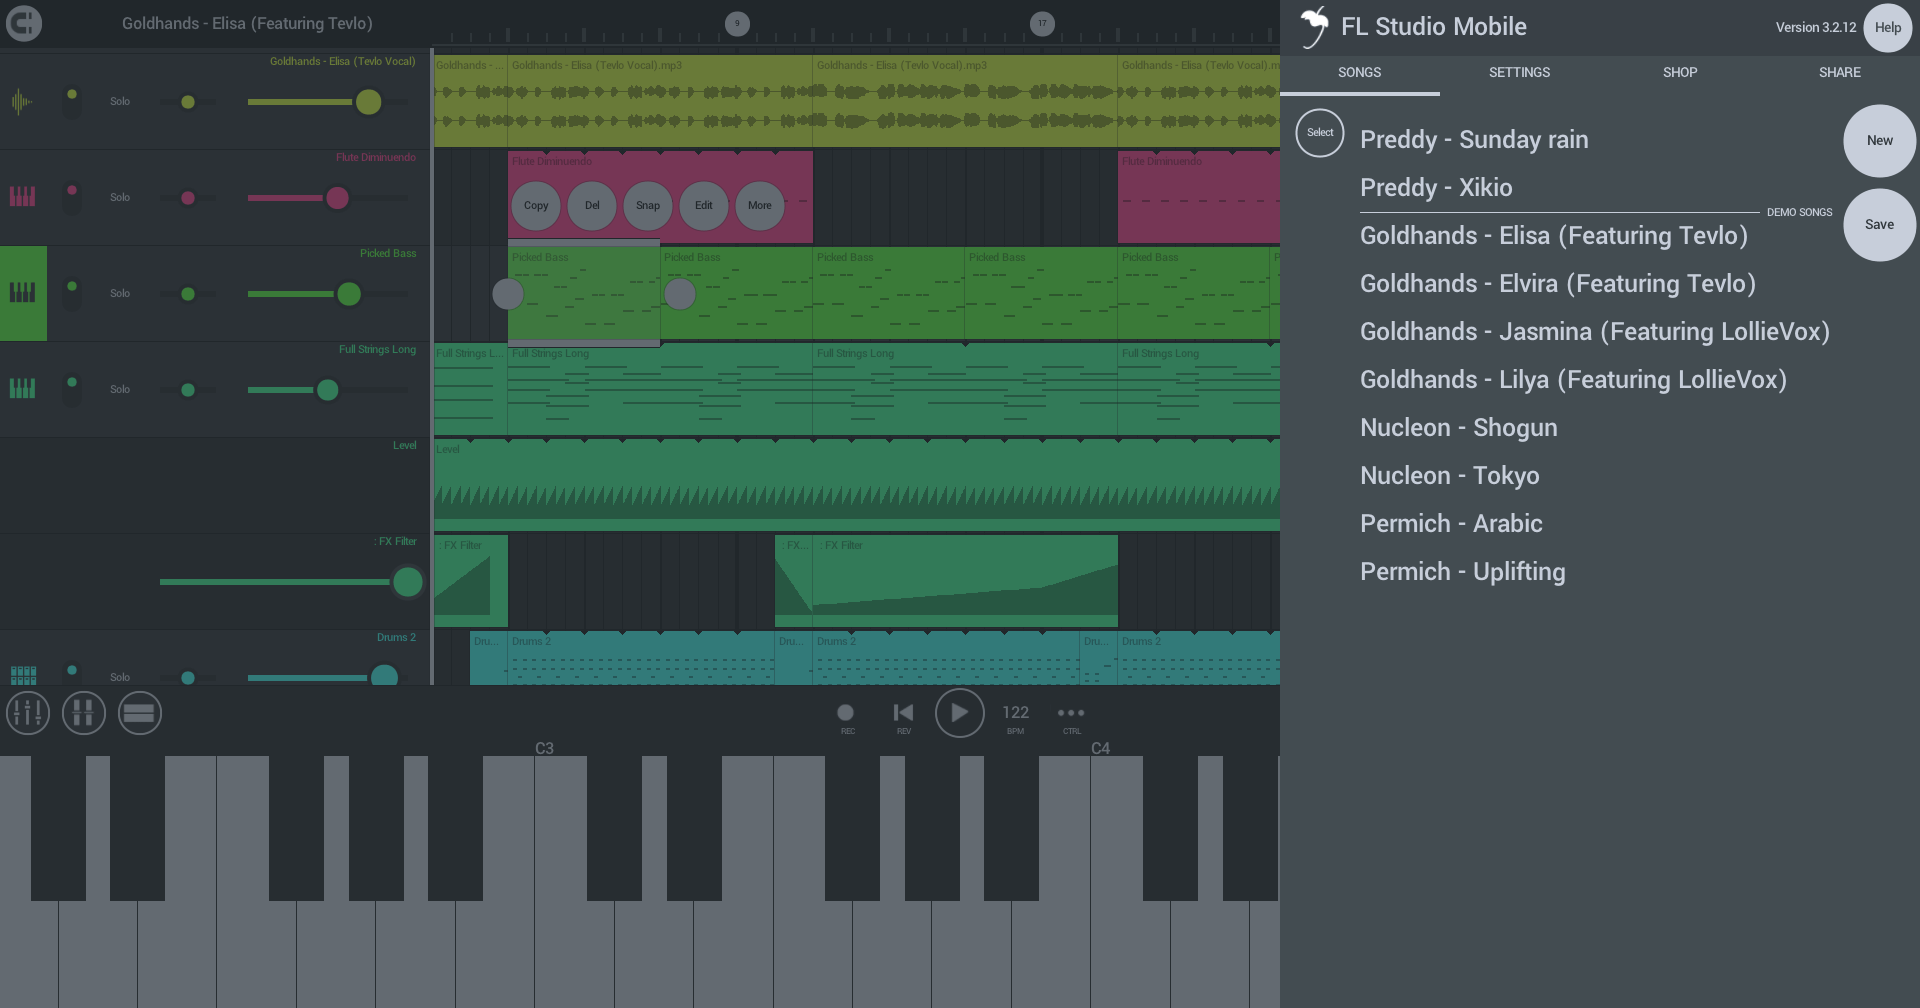 Goldhands - Elisa (Featuring Tevlo)
9
17
Goldhands - Elisa (Tevlo Vocal)
Solo
Goldhands - ...
Goldhands - Elisa (Tevlo Vocal).mp3
Goldhands - Elisa (Tevlo Vocal).mp3
Goldhands - Elisa (Tevlo Vocal).m
Flute Diminuendo
Solo
Flute Diminuendo
Flute Diminuendo
Copy
Del
Snap
Edit
More
Picked Bass
Solo
Picked Bass
Picked Bass
Picked Bass
Picked Bass
Picked Bass
P
Full Strings Long
Solo
Full Strings L...
Full Strings Long
Full Strings Long
Full Strings Long
Level
Level
: FX Filter
: FX Filter
: FX...
: FX Filter
Drums 2
Solo
Dru...
Drums 2
Dru...
Drums 2
Dru...
Drums 2
REC
REV
122
BPM
CTRL
C3
C4
FL Studio Mobile
Version 3.2.12
Help
SONGS
SETTINGS
SHOP
SHARE
Select
New
Save
Preddy - Sunday rain
Preddy - Xikio
DEMO SONGS
Goldhands - Elisa (Featuring Tevlo)
Goldhands - Elvira (Featuring Tevlo)
Goldhands - Jasmina (Featuring LollieVox)
Goldhands - Lilya (Featuring LollieVox)
Nucleon - Shogun
Nucleon - Tokyo
Permich - Arabic
Permich - Uplifting